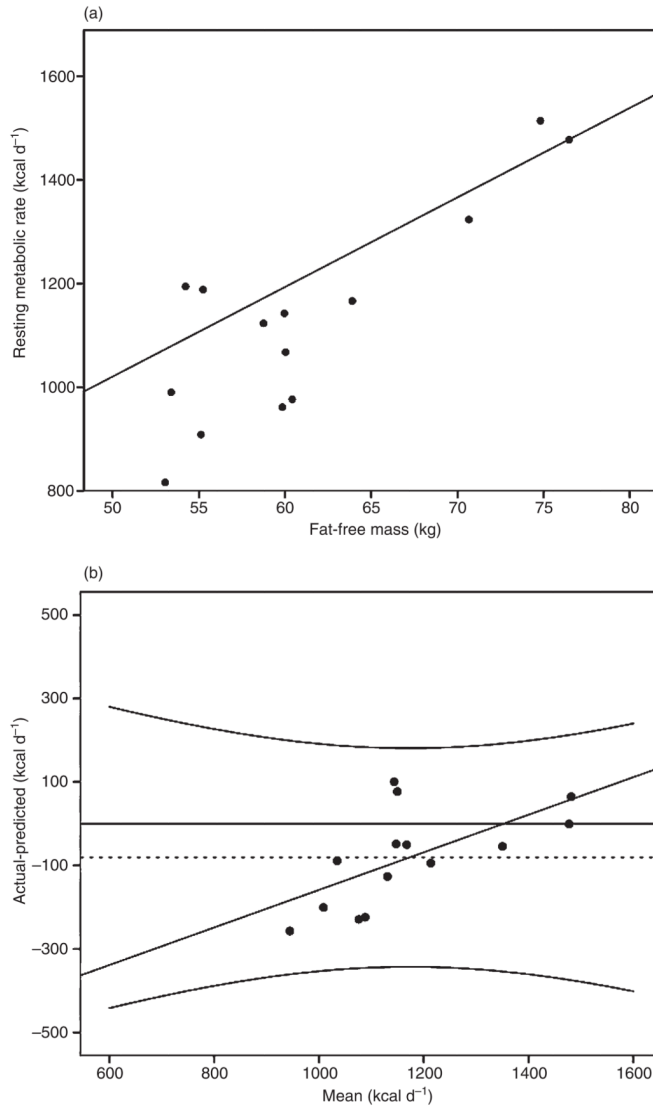 (a)
1600
1400
1200
1000
800
Resting metabolic rate (kcal d⁻¹)
50 55 60 65 70 75 80
Fat-free mass (kg)
(b)
500
300
100
−100
−300
−500
Actual-predicted (kcal d⁻¹)
600 800 1000 1200 1400 1600
Mean (kcal d⁻¹)